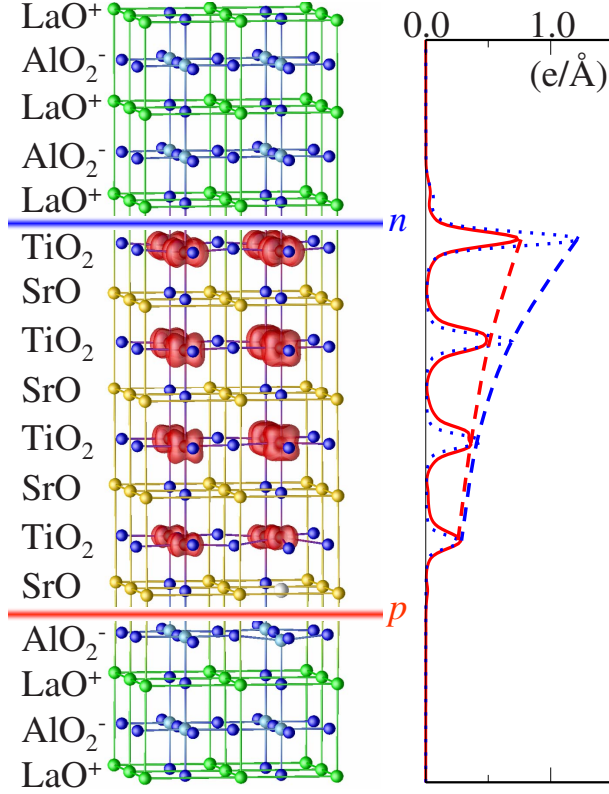 0.0 1.0
(e/Å)
LaO⁺
AlO₂⁻
LaO⁺
AlO₂⁻
LaO⁺
n
TiO₂
SrO
TiO₂
SrO
TiO₂
SrO
TiO₂
SrO
p
AlO₂⁻
LaO⁺
AlO₂⁻
LaO⁺